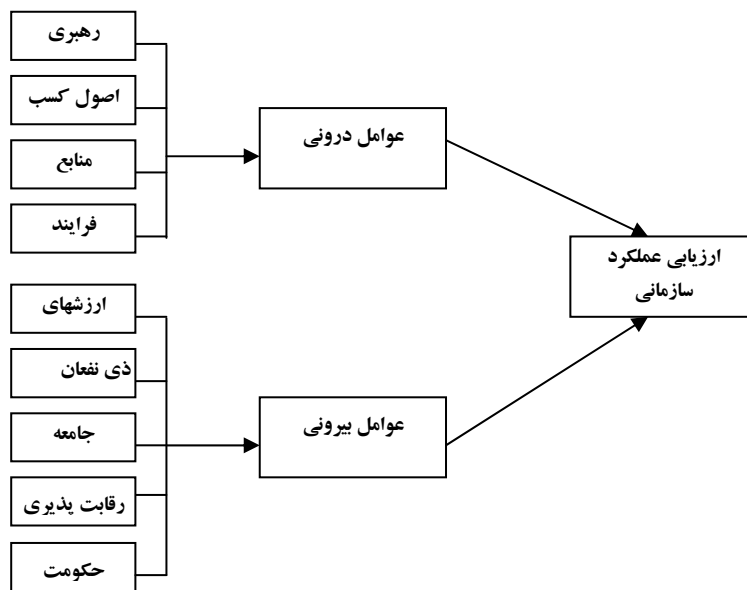 رهبری
اصول کسب
منابع
فرایند
عوامل درونی
ارزیابی عملکرد
سازمانی
ارزشهای
ذی نفعان
جامعه
رقابت پذیری
حکومت
عوامل بیرونی